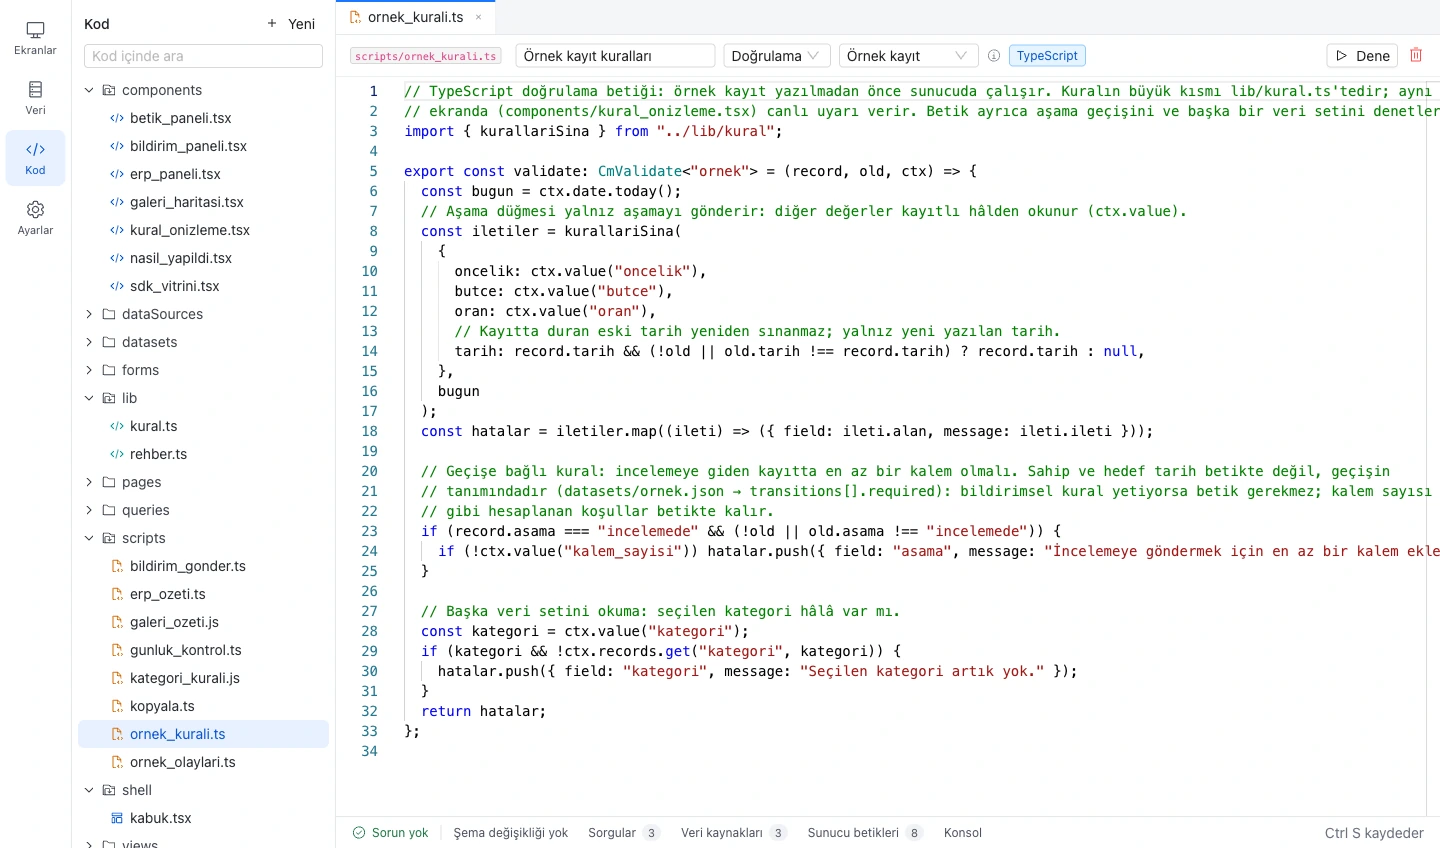 Ekranlar
Veri
Kod
Ayarlar
Kod
+ Yeni
Kod içinde ara
components
betik_paneli.tsx
bildirim_paneli.tsx
erp_paneli.tsx
galeri_haritasi.tsx
kural_onizleme.tsx
nasil_yapildi.tsx
sdk_vitrini.tsx
dataSources
datasets
forms
lib
kural.ts
rehber.ts
pages
queries
scripts
bildirim_gonder.ts
erp_ozeti.ts
galeri_ozeti.js
gunluk_kontrol.ts
kategori_kurali.js
kopyala.ts
ornek_kurali.ts
ornek_olaylari.ts
shell
kabuk.tsx
views
ornek_kurali.ts ×
scripts/ornek_kurali.ts Örnek kayıt kuralları Doğrulama Örnek kayıt TypeScript Dene
1 // TypeScript doğrulama betiği: örnek kayıt yazılmadan önce sunucuda çalışır. Kuralın büyük kısmı lib/kural.ts'tedir; aynı
2 // ekranda (components/kural_onizleme.tsx) canlı uyarı verir. Betik ayrıca aşama geçişini ve başka bir veri setini denetler
3 import { kurallariSina } from "../lib/kural";
4
5 export const validate: CmValidate<"ornek"> = (record, old, ctx) => {
6 const bugun = ctx.date.today();
7 // Aşama düğmesi yalnız aşamayı gönderir: diğer değerler kayıtlı hâlden okunur (ctx.value).
8 const iletiler = kurallariSina(
9 {
10 oncelik: ctx.value("oncelik"),
11 butce: ctx.value("butce"),
12 oran: ctx.value("oran"),
13 // Kayıtta duran eski tarih yeniden sınanmaz; yalnız yeni yazılan tarih.
14 tarih: record.tarih && (!old || old.tarih !== record.tarih) ? record.tarih : null,
15 },
16 bugun
17 );
18 const hatalar = iletiler.map((ileti) => ({ field: ileti.alan, message: ileti.ileti }));
19
20 // Geçişe bağlı kural: incelemeye giden kayıtta en az bir kalem olmalı. Sahip ve hedef tarih betikte değil, geçişin
21 // tanımındadır (datasets/ornek.json → transitions[].required): bildirimsel kural yetiyorsa betik gerekmez; kalem sayısı
22 // gibi hesaplanan koşullar betikte kalır.
23 if (record.asama === "incelemede" && (!old || old.asama !== "incelemede")) {
24 if (!ctx.value("kalem_sayisi")) hatalar.push({ field: "asama", message: "İncelemeye göndermek için en az bir kalem ekle
25 }
26
27 // Başka veri setini okuma: seçilen kategori hâlâ var mı.
28 const kategori = ctx.value("kategori");
29 if (kategori && !ctx.records.get("kategori", kategori)) {
30 hatalar.push({ field: "kategori", message: "Seçilen kategori artık yok." });
31 }
32 return hatalar;
33 };
34
Sorun yok Şema değişikliği yok Sorgular 3 Veri kaynakları 3 Sunucu betikleri 8 Konsol Ctrl S kaydeder